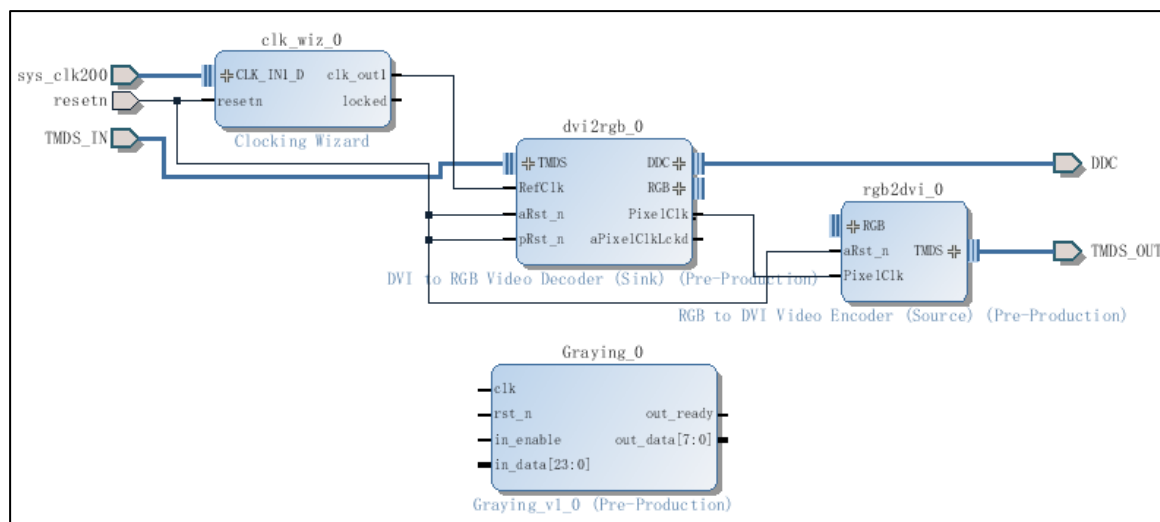 clk_wiz_0
sys_clk200
CLK_IN1_D clk_out1
resetn
resetn locked
TMDS_IN
Clocking Wizard
dvi2rgb_0
TMDS DDC
RefClk RGB
aRst_n PixelClk
pRst_n aPixelClkLckd
DVI to RGB Video Decoder (Sink) (Pre-Production)
DDC
rgb2dvi_0
RGB
aRst_n TMDS
PixelClk
TMDS_OUT
RGB to DVI Video Encoder (Source) (Pre-Production)
Graying_0
clk
rst_n out_ready
in_enable out_data[7:0]
in_data[23:0]
Graying_v1_0 (Pre-Production)